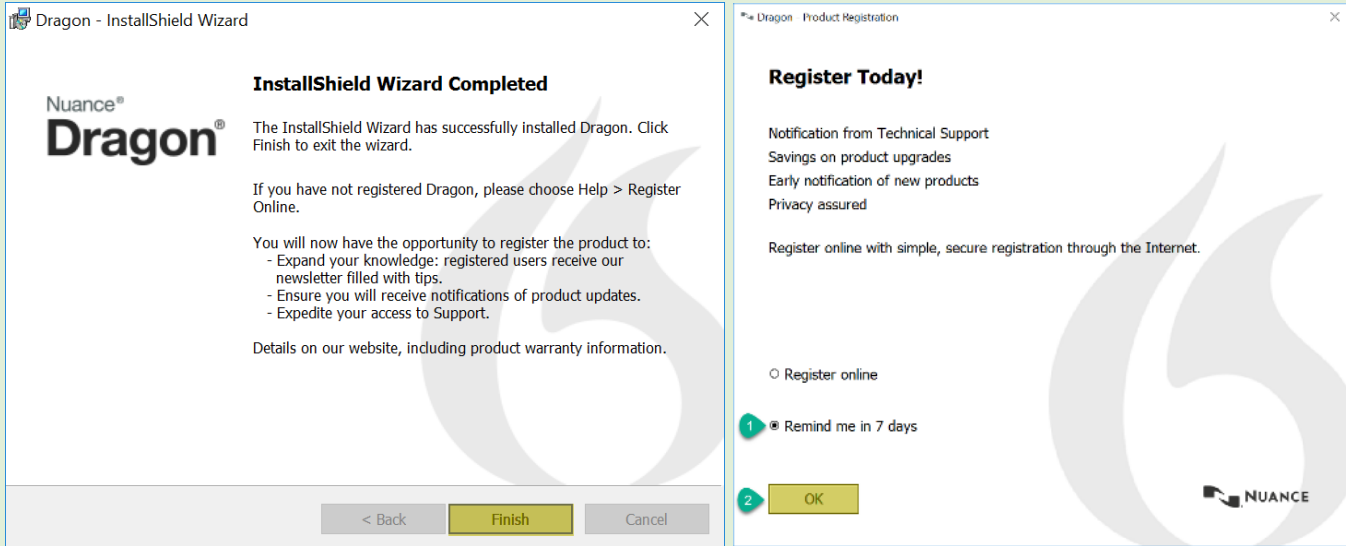 Dragon - InstallShield Wizard
Nuance®
Dragon®
InstallShield Wizard Completed
The InstallShield Wizard has successfully installed Dragon. Click
Finish to exit the wizard.
If you have not registered Dragon, please choose Help > Register
Online.
You will now have the opportunity to register the product to:
- Expand your knowledge: registered users receive our
newsletter filled with tips.
- Ensure you will receive notifications of product updates.
- Expedite your access to Support.
Details on our website, including product warranty information.
< Back
Finish
Cancel
Dragon - Product Registration
Register Today!
Notification from Technical Support
Savings on product upgrades
Early notification of new products
Privacy assured
Register online with simple, secure registration through the Internet.
Register online
1
Remind me in 7 days
2
OK
NUANCE